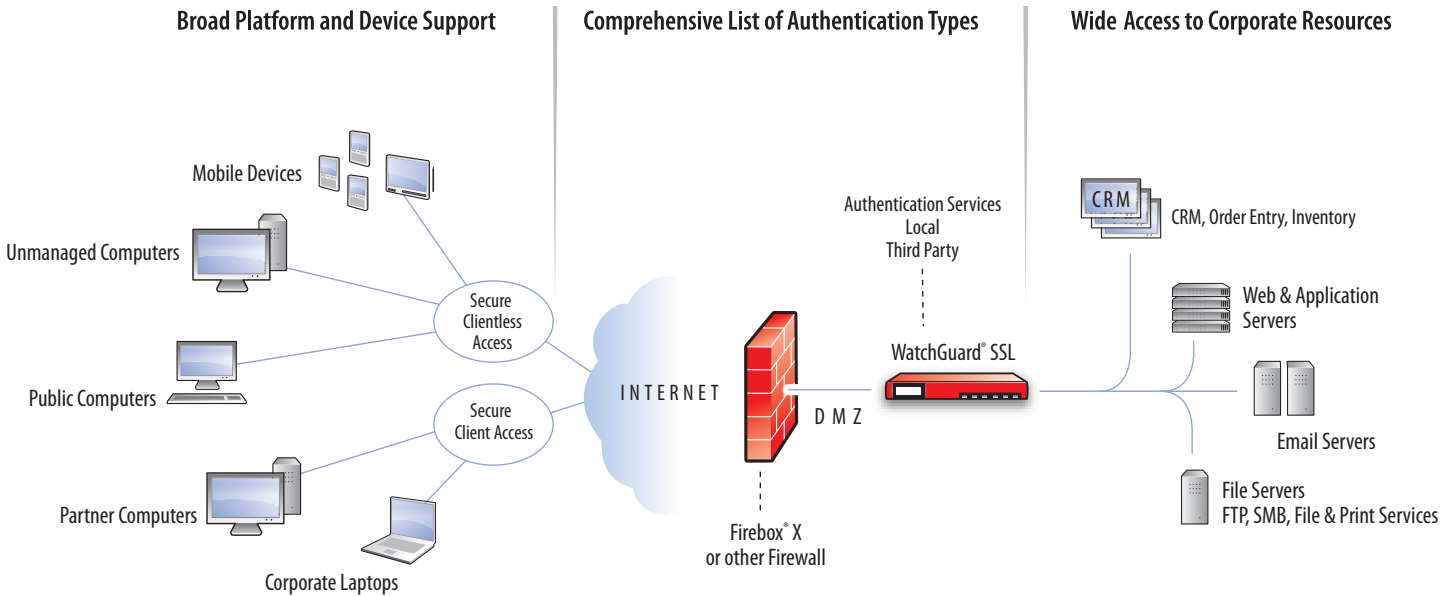 Broad Platform and Device Support
Comprehensive List of Authentication Types
Wide Access to Corporate Resources
Mobile Devices
Unmanaged Computers
Public Computers
Partner Computers
Corporate Laptops
Secure
Clientless
Access
Secure
Client Access
INTERNET
DMZ
Firebox® X
or other Firewall
Authentication Services
Local
Third Party
WatchGuard® SSL
CRM
CRM, Order Entry, Inventory
Web & Application
Servers
Email Servers
File Servers
FTP, SMB, File & Print Services